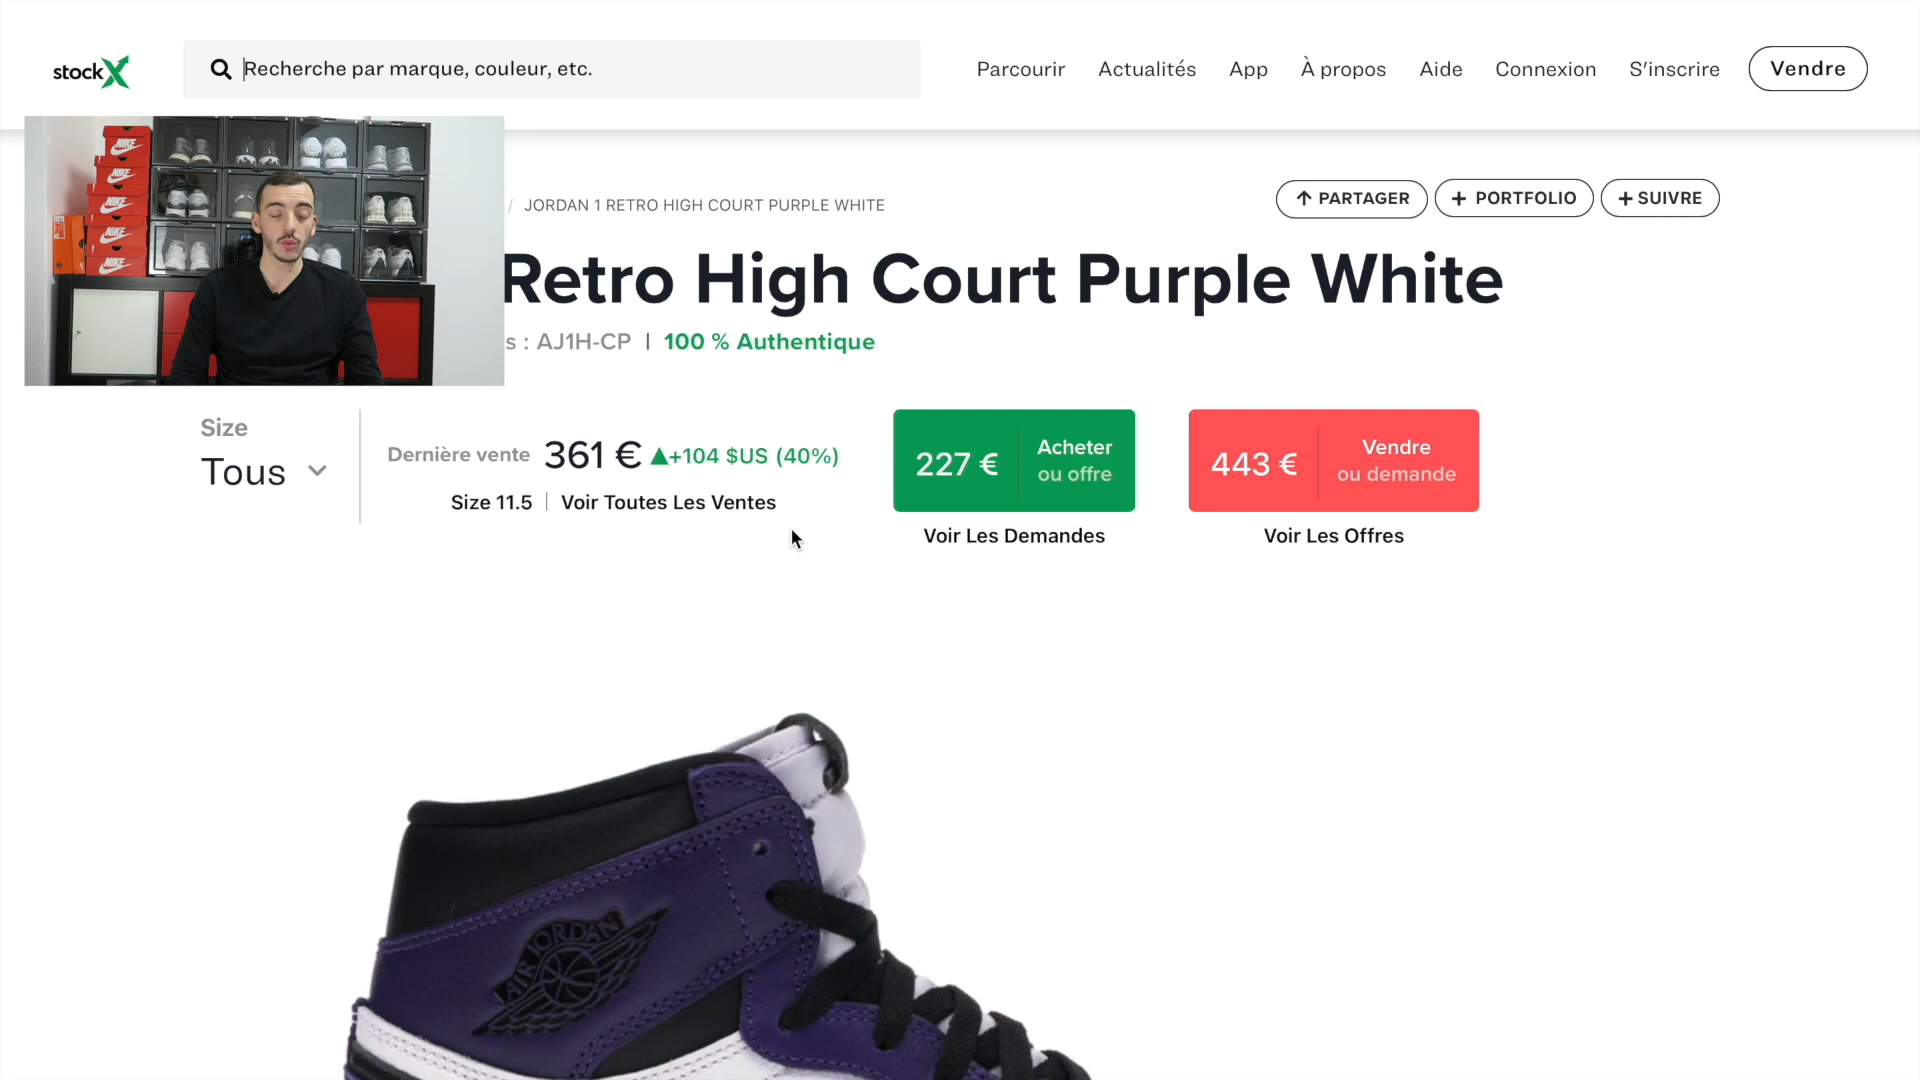 stockX
Recherche par marque, couleur, etc.
Parcourir Actualités App À propos Aide Connexion S'inscrire Vendre
NIKE
NIKE
NIKE
NIKE
NIKE
/ JORDAN 1 RETRO HIGH COURT PURPLE WHITE
PARTAGER + PORTFOLIO + SUIVRE
Retro High Court Purple White
s : AJ1H-CP | 100 % Authentique
Size
Tous
Dernière vente 361 € ▲+104 $US (40%)
Size 11.5 | Voir Toutes Les Ventes
227 € Acheter
ou offre
Voir Les Demandes
443 € Vendre
ou demande
Voir Les Offres
AIR JORDAN